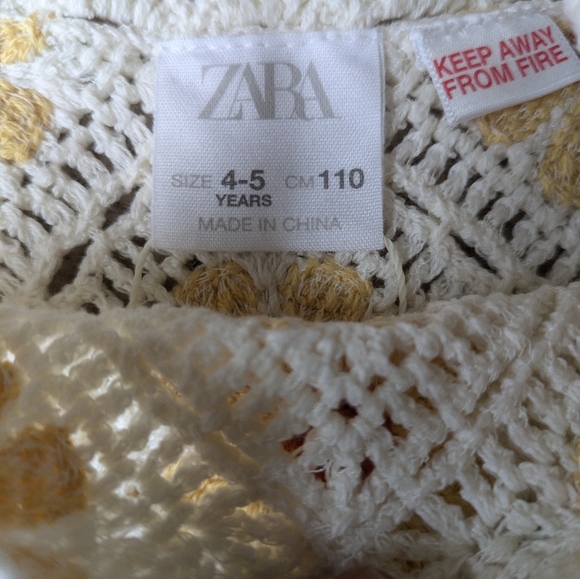 ZARA
SIZE 4-5 CM 110
YEARS
MADE IN CHINA
KEEP AWAY
FROM FIRE